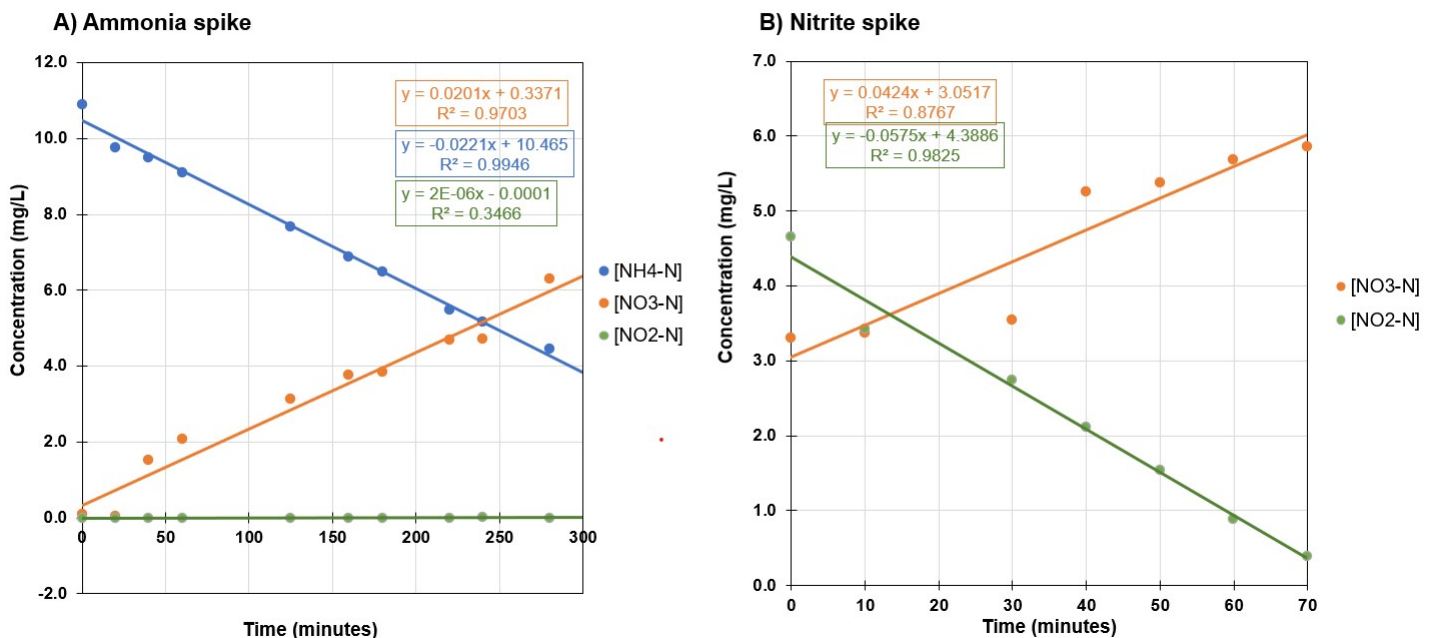 A) Ammonia spike
12.0
10.0
8.0
6.0
4.0
2.0
0.0
-2.0
0
50
100
150
200
250
300
Concentration (mg/L)
Time (minutes)
y = 0.0201x + 0.3371
R² = 0.9703
y = -0.0221x + 10.465
R² = 0.9946
y = 2E-06x - 0.0001
R² = 0.3466
[NH4-N]
[NO3-N]
[NO2-N]
B) Nitrite spike
7.0
6.0
5.0
4.0
3.0
2.0
1.0
0.0
0
10
20
30
40
50
60
70
Concentration (mg/L)
Time (minutes)
y = 0.0424x + 3.0517
R² = 0.8767
y = -0.0575x + 4.3886
R² = 0.9825
[NO3-N]
[NO2-N]